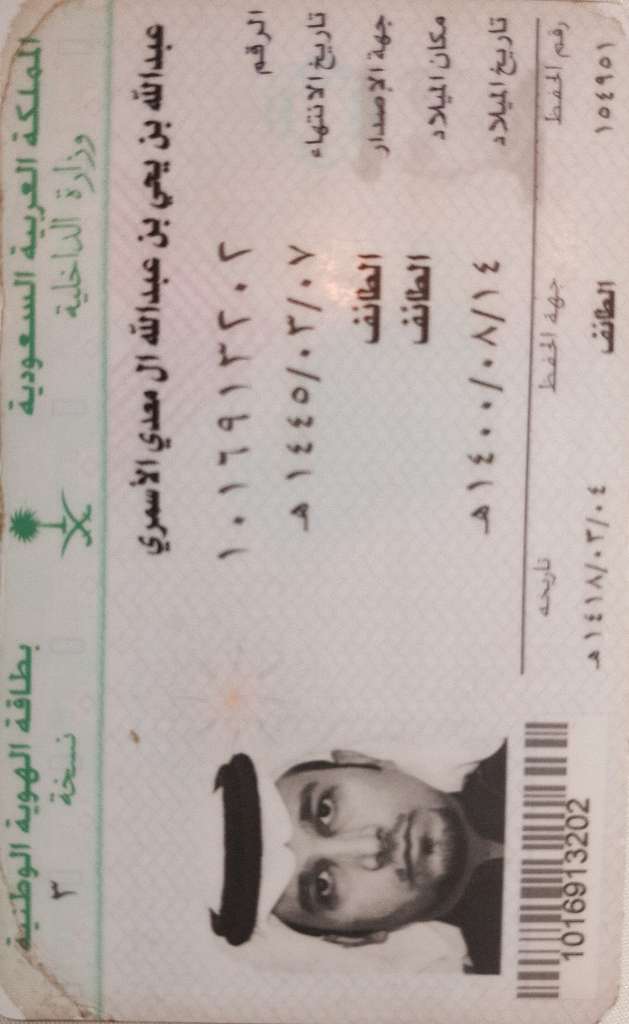 المملكة العربية السعودية
وزارة الداخلية
بطاقة الهوية الوطنية
نسخة ٣
عبدالله بن يحي بن عبدالله ال معدي الأسمري
الرقم ١٠١٦٩١٣٢٠٢
تاريخ الانتهاء ١٤٤٥/٠٣/٠٧ هـ
جهة الإصدار الطائف
مكان الميلاد الطائف
تاريخ الميلاد ١٤٠٠/٠٨/١٤ هـ
رقم الحفظ جهة الحفظ تاريخه
١٥٤٩٥١ الطائف ١٤١٨/٠٣/٠٤ هـ
1016913202